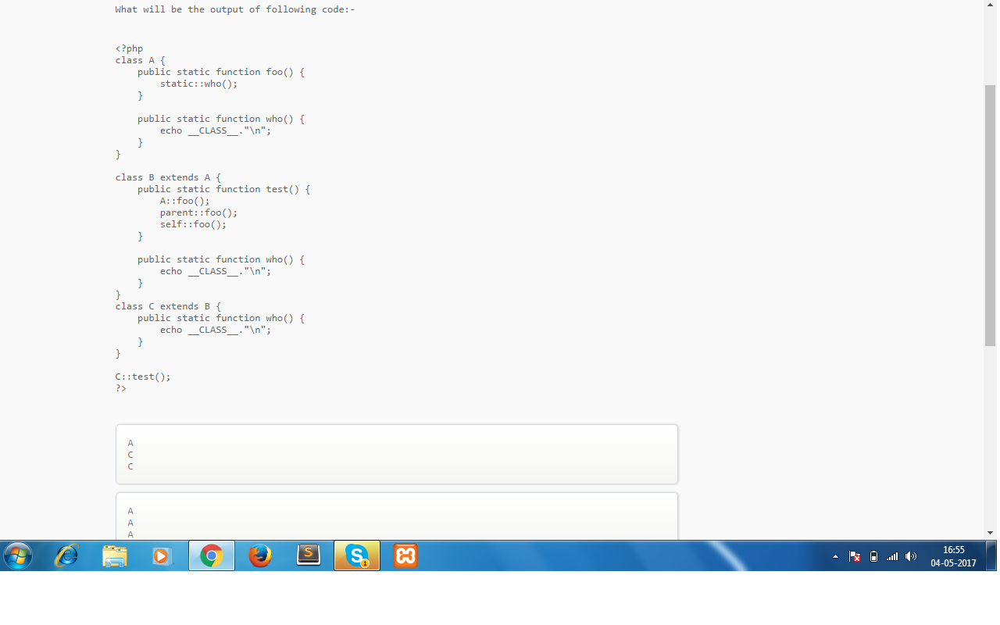 What will be the output of following code:-
<?php
class A {
    public static function foo() {
        static::who();
    }
    public static function who() {
        echo __CLASS__."\n";
    }
}
class B extends A {
    public static function test() {
        A::foo();
        parent::foo();
        self::foo();
    }
    public static function who() {
        echo __CLASS__."\n";
    }
}
class C extends B {
    public static function who() {
        echo __CLASS__."\n";
    }
}
C::test();
?>
A
C
C
A
A
A
S
S
1
16:55
04-05-2017